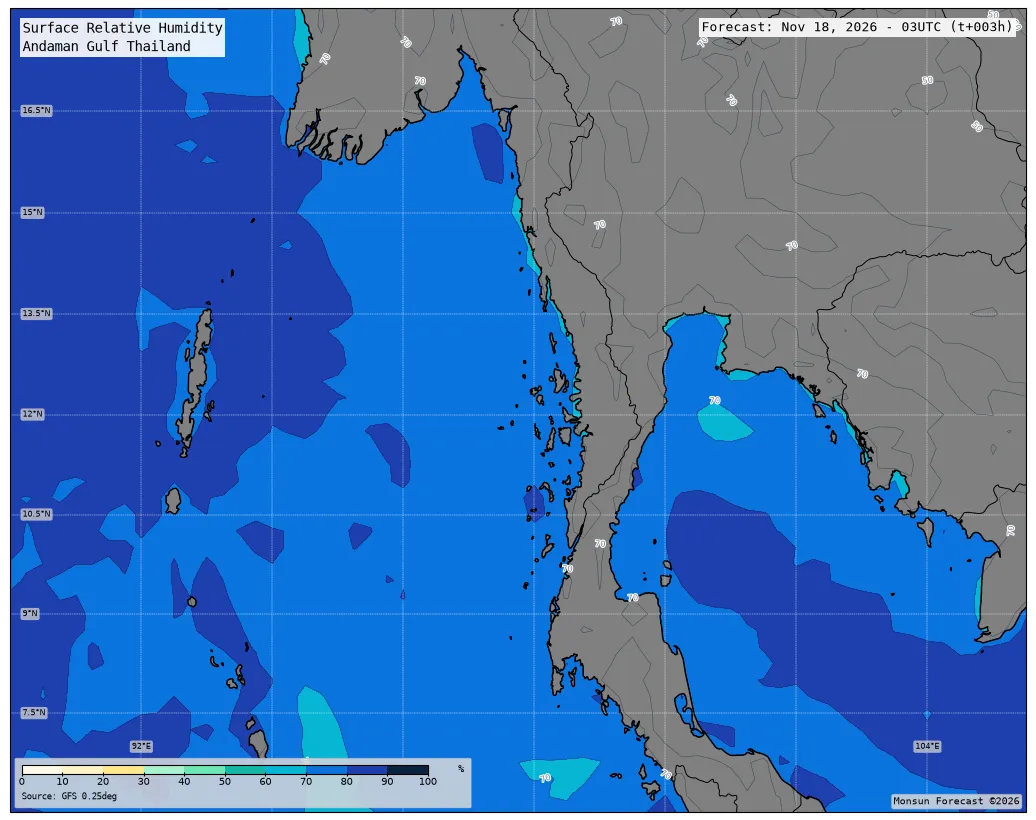 Surface Relative Humidity
Andaman Gulf Thailand
Forecast: Nov 18, 2026 - 03UTC (t+003h)
50
70
70
70
70
70
50
70
50
16.5°N
15°N
70
70
13.5°N
70
12°N
70
10.5°N
70
70
70
70
9°N
7.5°N
92°E
104°E
70
70
%
0 10 20 30 40 50 60 70 80 90 100
Source: GFS 0.25deg
Monsun Forecast ©2026